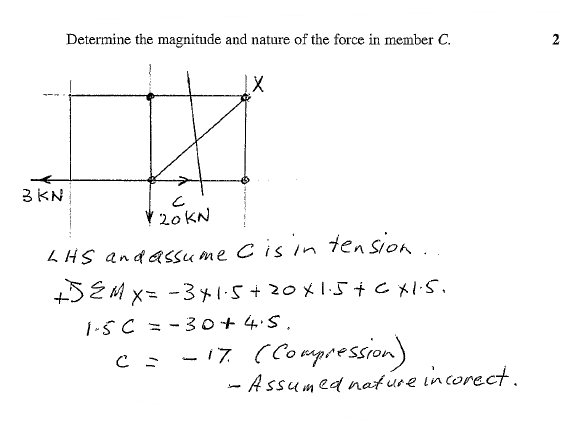 Determine the magnitude and nature of the force in member C. 2
X
3 KN
C
20 KN
LHS and assume C is in tension ..
+ ΣM X = -3×1.5 + 20×1.5 + C×1.5.
1.5 C = -30 + 4.5.
C = -17. (Compression)
- Assumed nature incorect.